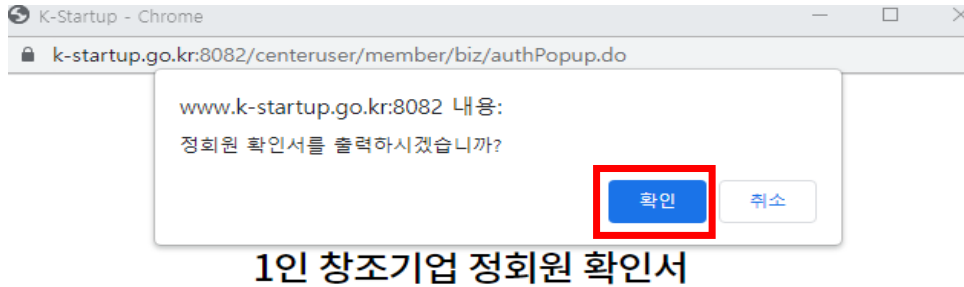 K-Startup - Chrome
k-startup.go.kr:8082/centeruser/member/biz/authPopup.do
www.k-startup.go.kr:8082 내용:
정회원 확인서를 출력하시겠습니까?
확인 취소
1인 창조기업 정회원 확인서